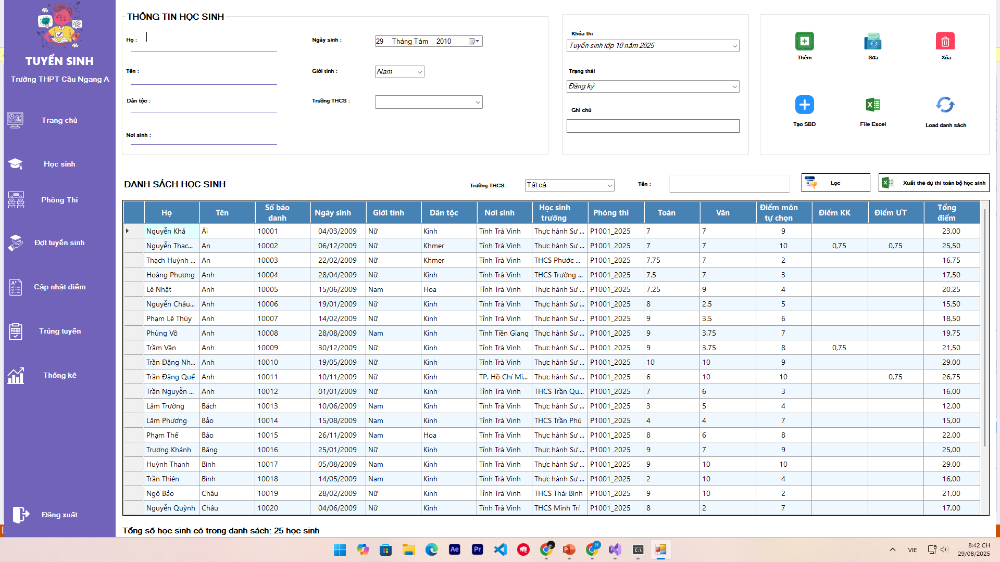 TUYỂN SINH
Trường THPT Cầu Ngang A
Trang chủ
Học sinh
Phòng Thi
Đợt tuyển sinh
Cập nhật điểm
Trúng tuyển
Thống kê
Đăng xuất
THÔNG TIN HỌC SINH
Họ :
Ngày sinh :
29 Tháng Tám 2010
Tên :
Giới tính :
Nam
Dân tộc :
Trường THCS :
Nơi sinh :
Khóa thi
Tuyển sinh lớp 10 năm 2025
Trạng thái
Đăng ký
Ghi chú
Thêm
Sửa
Xóa
Tạo SBD
File Excel
Load danh sách
DANH SÁCH HỌC SINH
Trường THCS :
Tất cả
Tên :
Lọc
Xuất thẻ dự thi toàn bộ học sinh
Họ Tên Số báo danh Ngày sinh Giới tính Dân tộc Nơi sinh Học sinh trường Phòng thi Toán Văn Điểm môn tự chọn Điểm KK Điểm ƯT Tổng điểm
Nguyễn Khả Ái 10001 04/03/2009 Nữ Kinh Tỉnh Trà Vinh Thực hành Sư ... P1001_2025 7 7 9 23,00
Nguyễn Thạc... An 10002 06/12/2009 Nữ Khmer Tỉnh Trà Vinh Thực hành Sư ... P1001_2025 7 7 10 0,75 0,75 25,50
Thạch Huỳnh ... An 10003 22/02/2009 Nữ Khmer Tỉnh Trà Vinh THCS Phước ... P1001_2025 7.75 7 2 16,75
Hoàng Phương Anh 10004 28/04/2009 Nữ Kinh Tỉnh Trà Vinh THCS Trường ... P1001_2025 7.5 7 3 17,50
Lê Nhật Anh 10005 15/06/2009 Nam Hoa Tỉnh Trà Vinh Thực hành Sư ... P1001_2025 7.25 9 4 20,25
Nguyễn Châu... Anh 10006 19/01/2009 Nữ Kinh Tỉnh Trà Vinh Thực hành Sư ... P1001_2025 8 2.5 5 15,50
Phạm Lê Thùy Anh 10007 14/02/2009 Nữ Kinh Tỉnh Trà Vinh Thực hành Sư ... P1001_2025 9 3.5 6 18,50
Phùng Võ Anh 10008 28/08/2009 Nam Kinh Tỉnh Tiền Giang Thực hành Sư ... P1001_2025 9 3.75 7 19,75
Trầm Vân Anh 10009 30/12/2009 Nữ Kinh Tỉnh Trà Vinh Thực hành Sư ... P1001_2025 9 3.75 8 0,75 21,50
Trần Đặng Nh... Anh 10010 19/05/2009 Nữ Kinh Tỉnh Trà Vinh Thực hành Sư ... P1001_2025 10 10 9 29,00
Trần Đặng Quế Anh 10011 10/11/2009 Nữ Kinh TP. Hồ Chí Mi... Thực hành Sư ... P1001_2025 6 10 10 0,75 26,75
Trần Nguyễn ... Anh 10012 01/01/2009 Nữ Kinh Tỉnh Trà Vinh THCS Trần Qu... P1001_2025 7 6 3 16,00
Lâm Trường Bách 10013 10/06/2009 Nam Kinh Tỉnh Trà Vinh Thực hành Sư ... P1001_2025 3 5 4 12,00
Lâm Phương Bảo 10014 15/08/2009 Nam Kinh Tỉnh Trà Vinh THCS Trần Phú P1001_2025 4 4 7 15,00
Phạm Thế Bảo 10015 26/11/2009 Nam Hoa Tỉnh Trà Vinh Thực hành Sư ... P1001_2025 8 6 8 22,00
Trương Khánh Băng 10016 25/01/2009 Nữ Kinh Tỉnh Trà Vinh Thực hành Sư ... P1001_2025 9 7 9 25,00
Huỳnh Thanh Bình 10017 05/08/2009 Nam Kinh Tỉnh Trà Vinh Thực hành Sư ... P1001_2025 9 10 10 29,00
Trần Thiên Bình 10018 14/05/2009 Nam Kinh Tỉnh Trà Vinh Thực hành Sư ... P1001_2025 2 10 4 16,00
Ngô Bảo Châu 10019 28/02/2009 Nữ Kinh Tỉnh Trà Vinh THCS Thái Bình P1001_2025 9 10 2 21,00
Nguyễn Quỳnh Châu 10020 04/06/2009 Nữ Kinh Tỉnh Trà Vinh THCS Minh Trí P1001_2025 8 2 7 17,00
Tổng số học sinh có trong danh sách: 25 học sinh
Ae
Pr
VIE
8:42 CH
29/08/2025